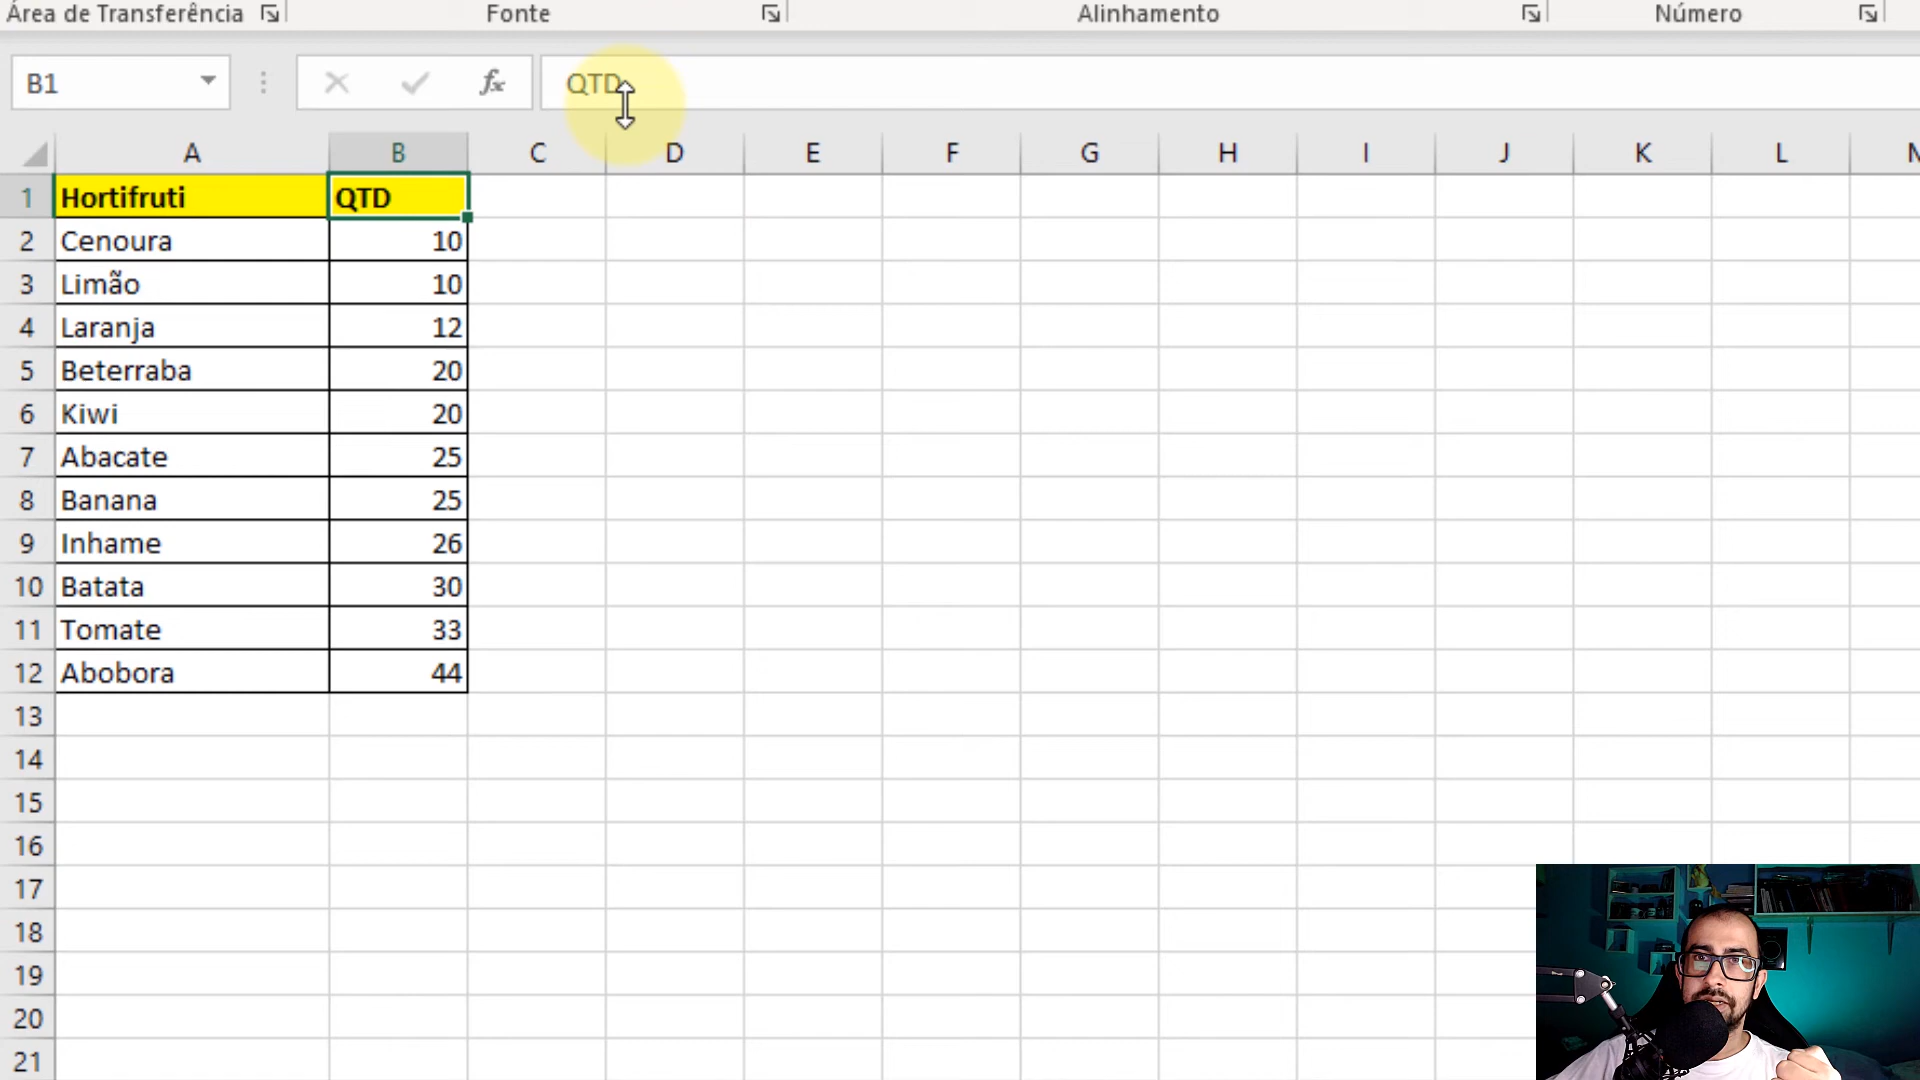 Área de Transferência Fonte Alinhamento Número
B1 fx QTD
A B C D E F G H I J K L
1 Hortifruti QTD
2 Cenoura 10
3 Limão 10
4 Laranja 12
5 Beterraba 20
6 Kiwi 20
7 Abacate 25
8 Banana 25
9 Inhame 26
10 Batata 30
11 Tomate 33
12 Abobora 44
13
14
15
16
17
18
19
20
21